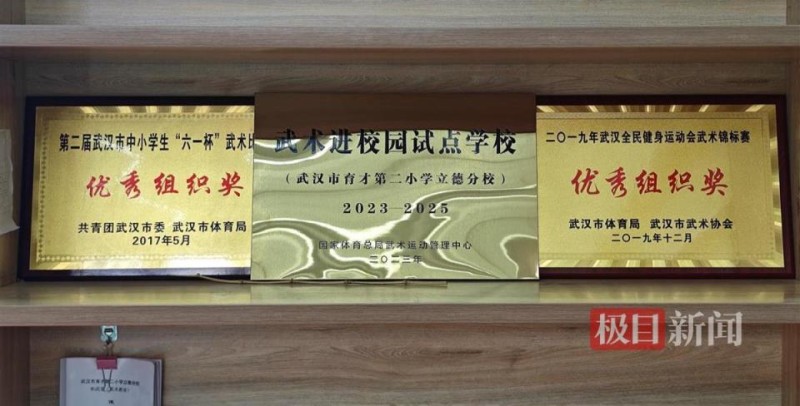 第二届武汉市中小学生“六一杯”武术比
优秀组织奖
共青团武汉市委 武汉市体育局
2017年5月
武术进校园试点学校
（武汉市育才第二小学立德分校）
2023—2025
国家体育总局武术运动管理中心
二〇二三年
二〇一九年武汉全民健身运动会武术锦标赛
优秀组织奖
武汉市体育局 武汉市武术协会
二〇一九年十二月
极目新闻